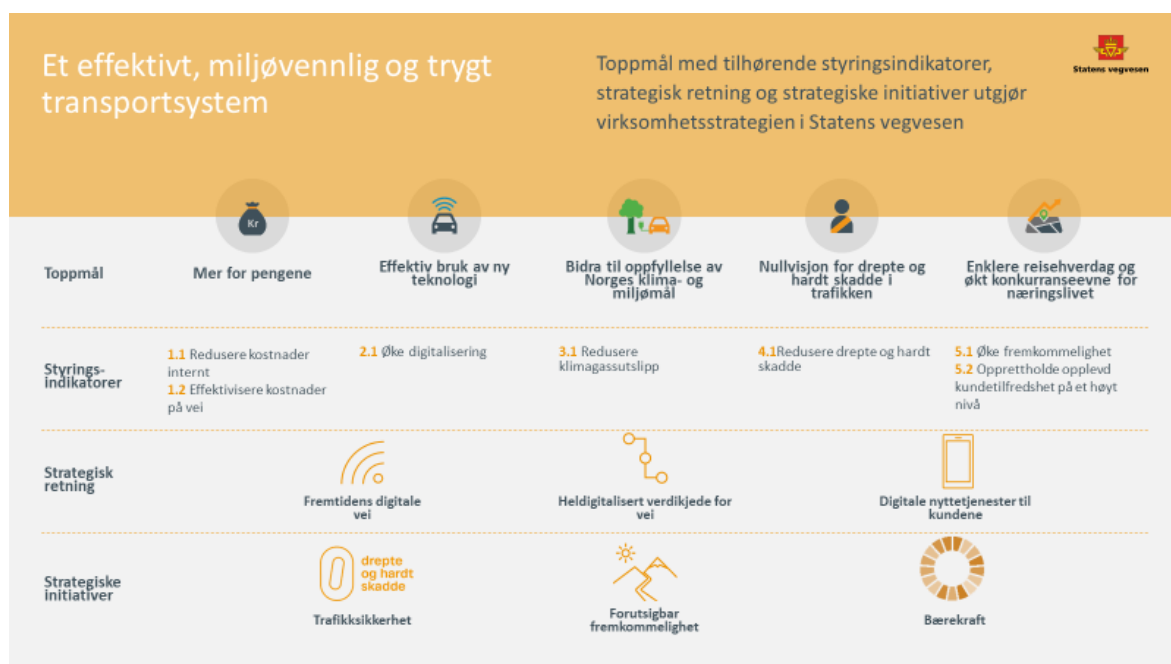 Et effektivt, miljøvennlig og trygt
transportsystem
Toppmål med tilhørende styringsindikatorer,
strategisk retning og strategiske initiativer utgjør
virksomhetsstrategien i Statens vegvesen
Statens vegvesen
Kr
Toppmål
Mer for pengene
Effektiv bruk av ny
teknologi
Bidra til oppfyllelse av
Norges klima- og
miljømål
Nullvisjon for drepte og
hardt skadde i
trafikken
Enklere reisehverdag og
økt konkurranseevne for
næringslivet
Styrings-
indikatorer
1.1 Redusere kostnader
internt
1.2 Effektivisere kostnader
på vei
2.1 Øke digitalisering
3.1 Redusere
klimagassutslipp
4.1Redusere drepte og hardt
skadde
5.1 Øke fremkommelighet
5.2 Opprettholde opplevd
kundetilfredshet på et høyt
nivå
Strategisk
retning
Fremtidens digitale
vei
Heldigitalisert verdikjede for
vei
Digitale nyttetjenester til
kundene
Strategiske
initiativer
0 drepte
og hardt
skadde
Trafikksikkerhet
Forutsigbar
fremkommelighet
Bærekraft